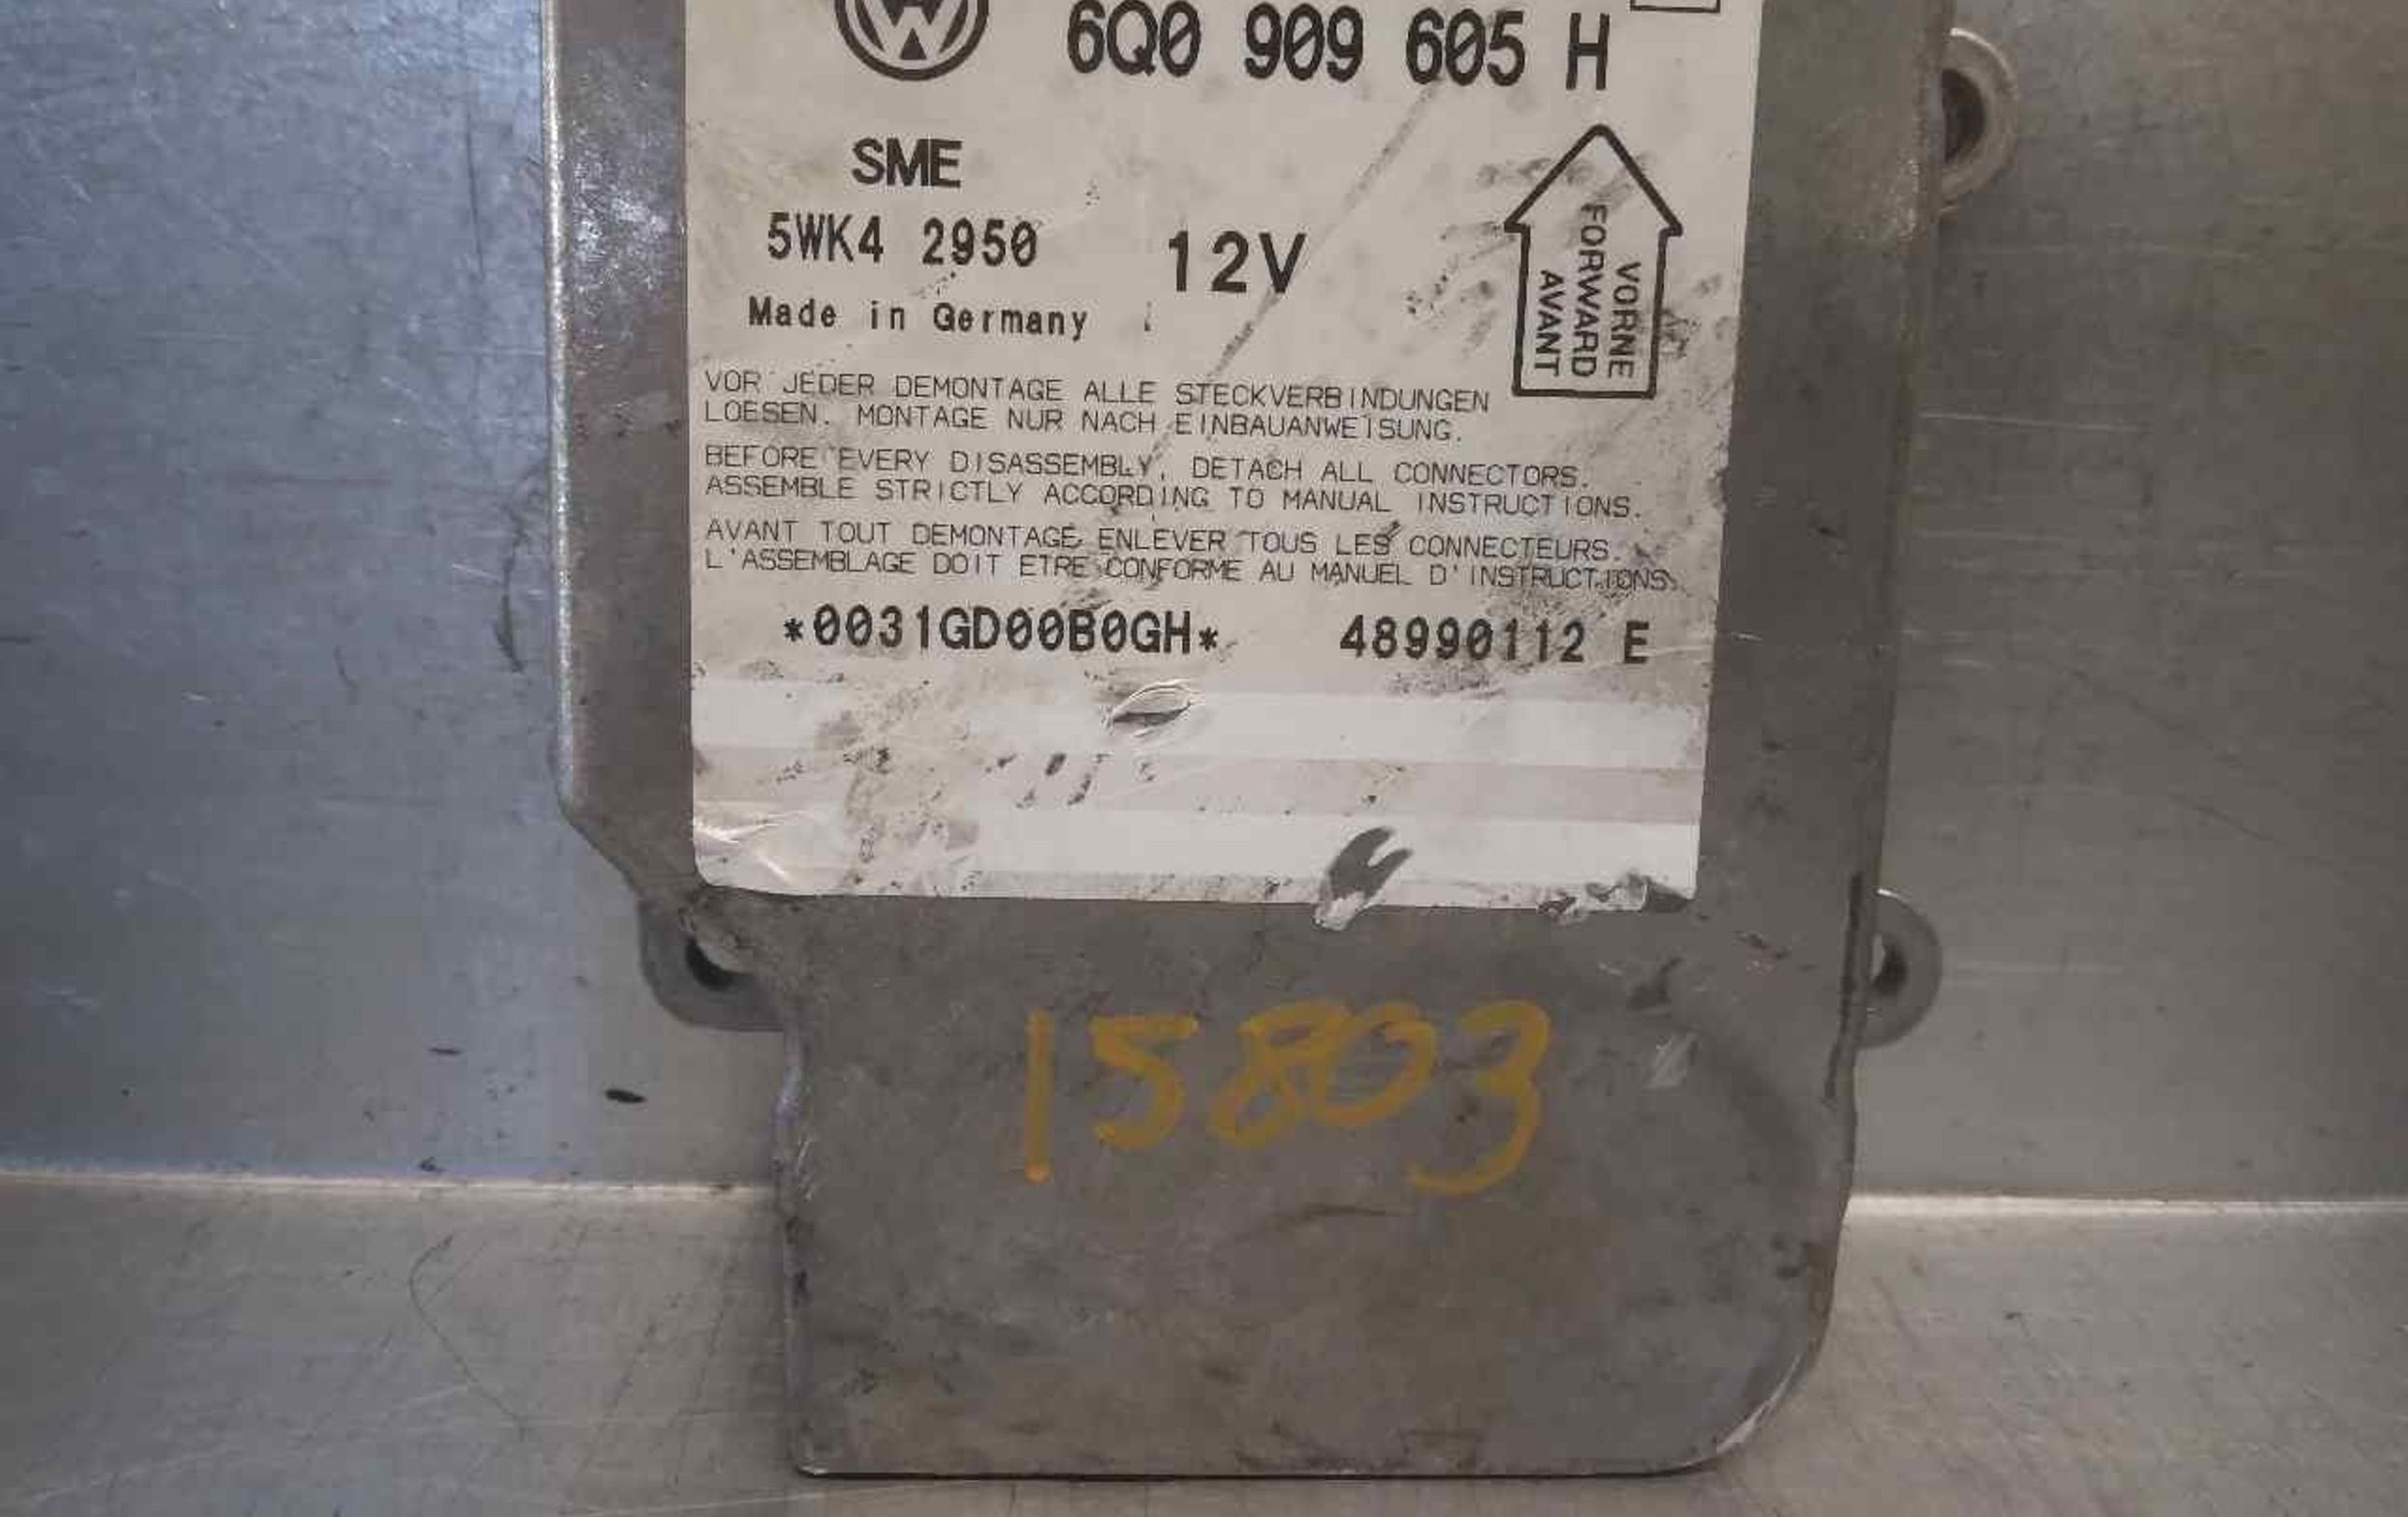 6Q0 909 605 H
SME
5WK4 2950
12V
Made in Germany
VORNE
FORWARD
AVANT
VOR JEDER DEMONTAGE ALLE STECKVERBINDUNGEN
LOESEN. MONTAGE NUR NACH EINBAUANWEISUNG.
BEFORE EVERY DISASSEMBLY, DETACH ALL CONNECTORS.
ASSEMBLE STRICTLY ACCORDING TO MANUAL INSTRUCTIONS.
AVANT TOUT DEMONTAGE ENLEVER TOUS LES CONNECTEURS.
L'ASSEMBLAGE DOIT ETRE CONFORME AU MANUEL D'INSTRUCTIONS.
*0031GD00B0GH* 48990112 E
15803